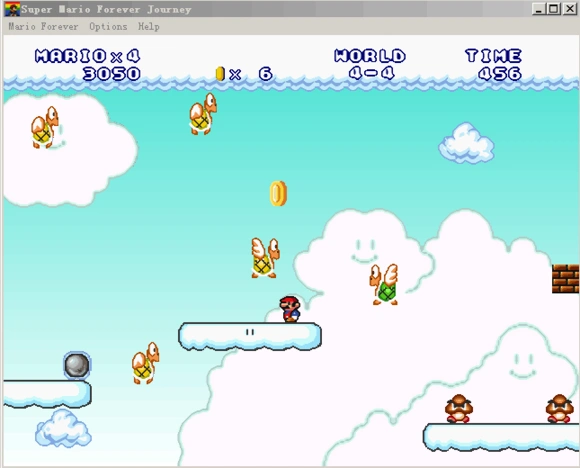 Super Mario Forever Journey
Mario Forever Options Help
MARIO x 4 WORLD TIME
3050 x 6 4-4 456